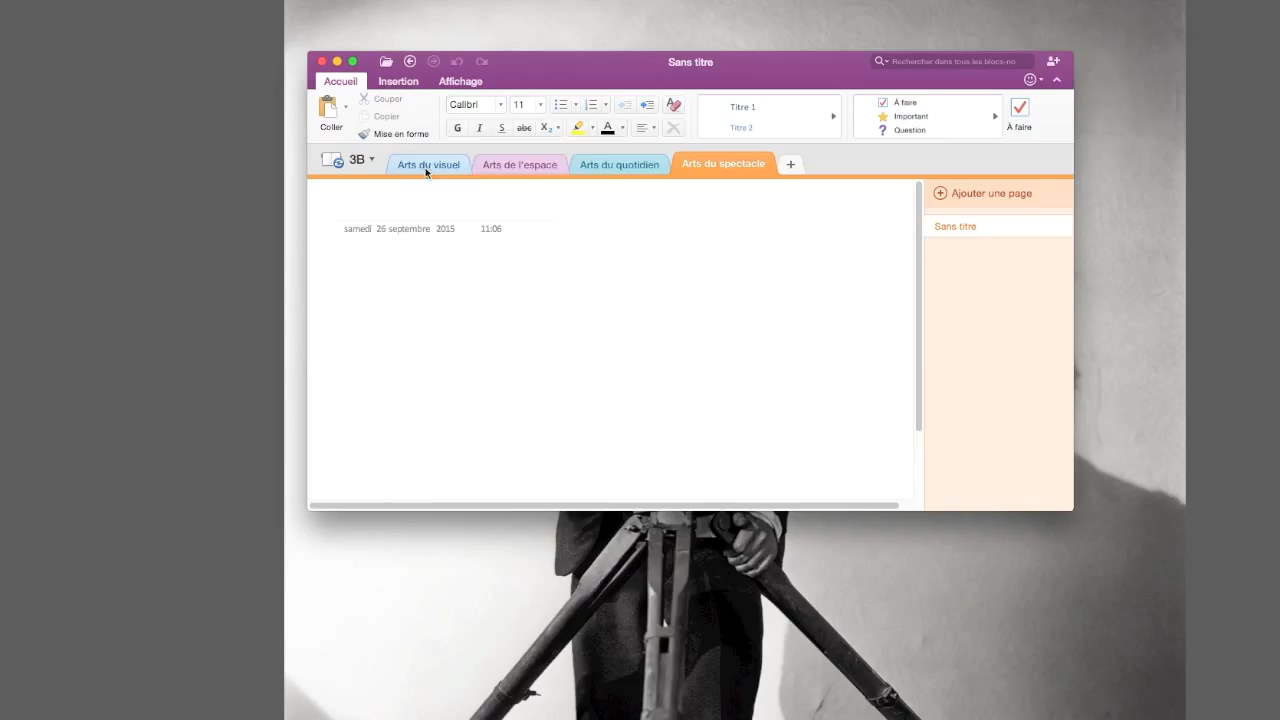 Sans titre
Rechercher dans tous les blocs-no
Accueil Insertion Affichage
Coller
Couper
Copier
Mise en forme
Calibri 11
G I S abc X₂ A
Titre 1
Titre 2
À faire
Important
Question
À faire
3B Arts du visuel Arts de l'espace Arts du quotidien Arts du spectacle +
samedi 26 septembre 2015 11:06
Ajouter une page
Sans titre